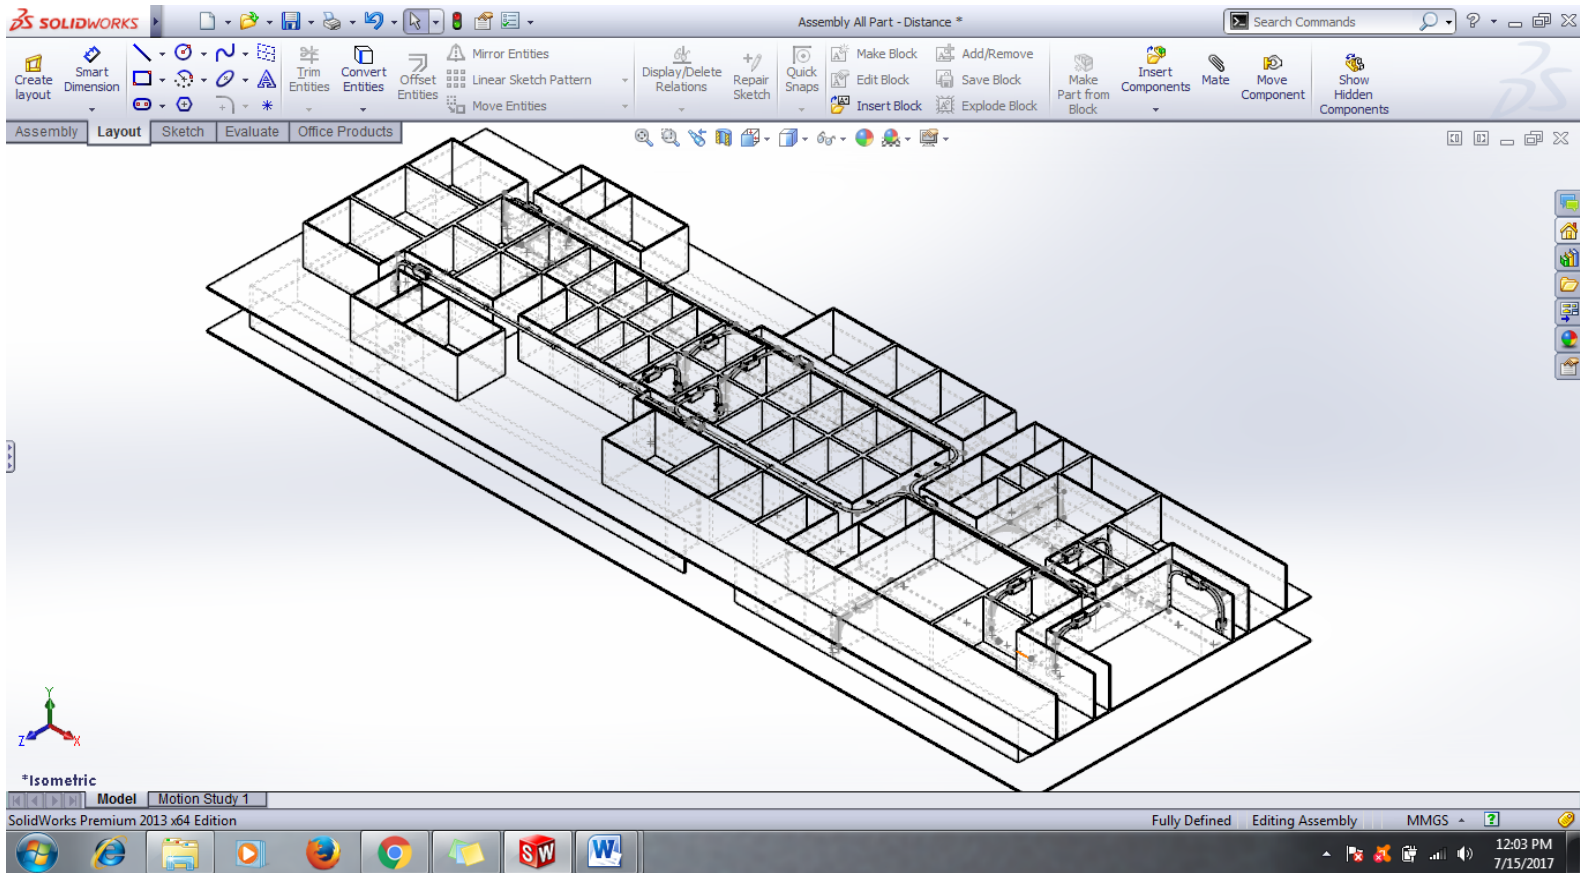 SOLIDWORKS
Assembly All Part - Distance *
Search Commands
Create layout
Smart Dimension
Trim Entities
Convert Entities
Offset Entities
Mirror Entities
Linear Sketch Pattern
Move Entities
Display/Delete Relations
Repair Sketch
Quick Snaps
Make Block
Edit Block
Insert Block
Add/Remove
Save Block
Explode Block
Make Part from Block
Insert Components
Mate
Move Component
Show Hidden Components
Assembly
Layout
Sketch
Evaluate
Office Products
Y
Z
X
*Isometric
Model
Motion Study 1
SolidWorks Premium 2013 x64 Edition
Fully Defined
Editing Assembly
MMGS
12:03 PM
7/15/2017